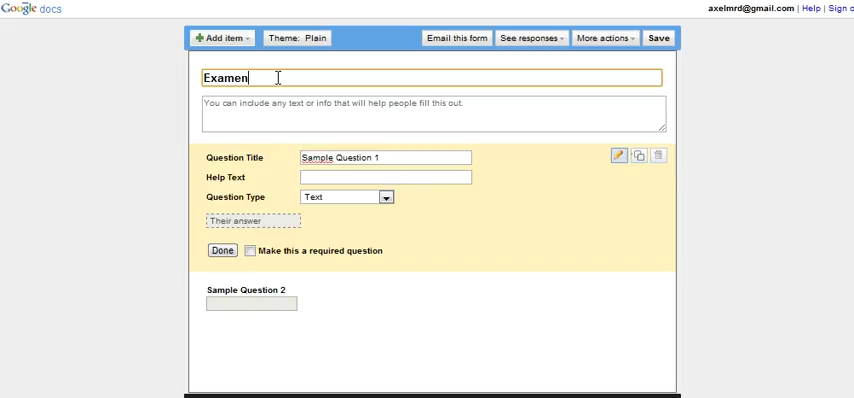 Google docs
axelmrd@gmail.com | Help | Sign
Add item
Theme: Plain
Email this form
See responses
More actions
Save
Examen
You can include any text or info that will help people fill this out.
Question Title
Sample Question 1
Help Text
Question Type
Text
Their answer
Done
Make this a required question
Sample Question 2